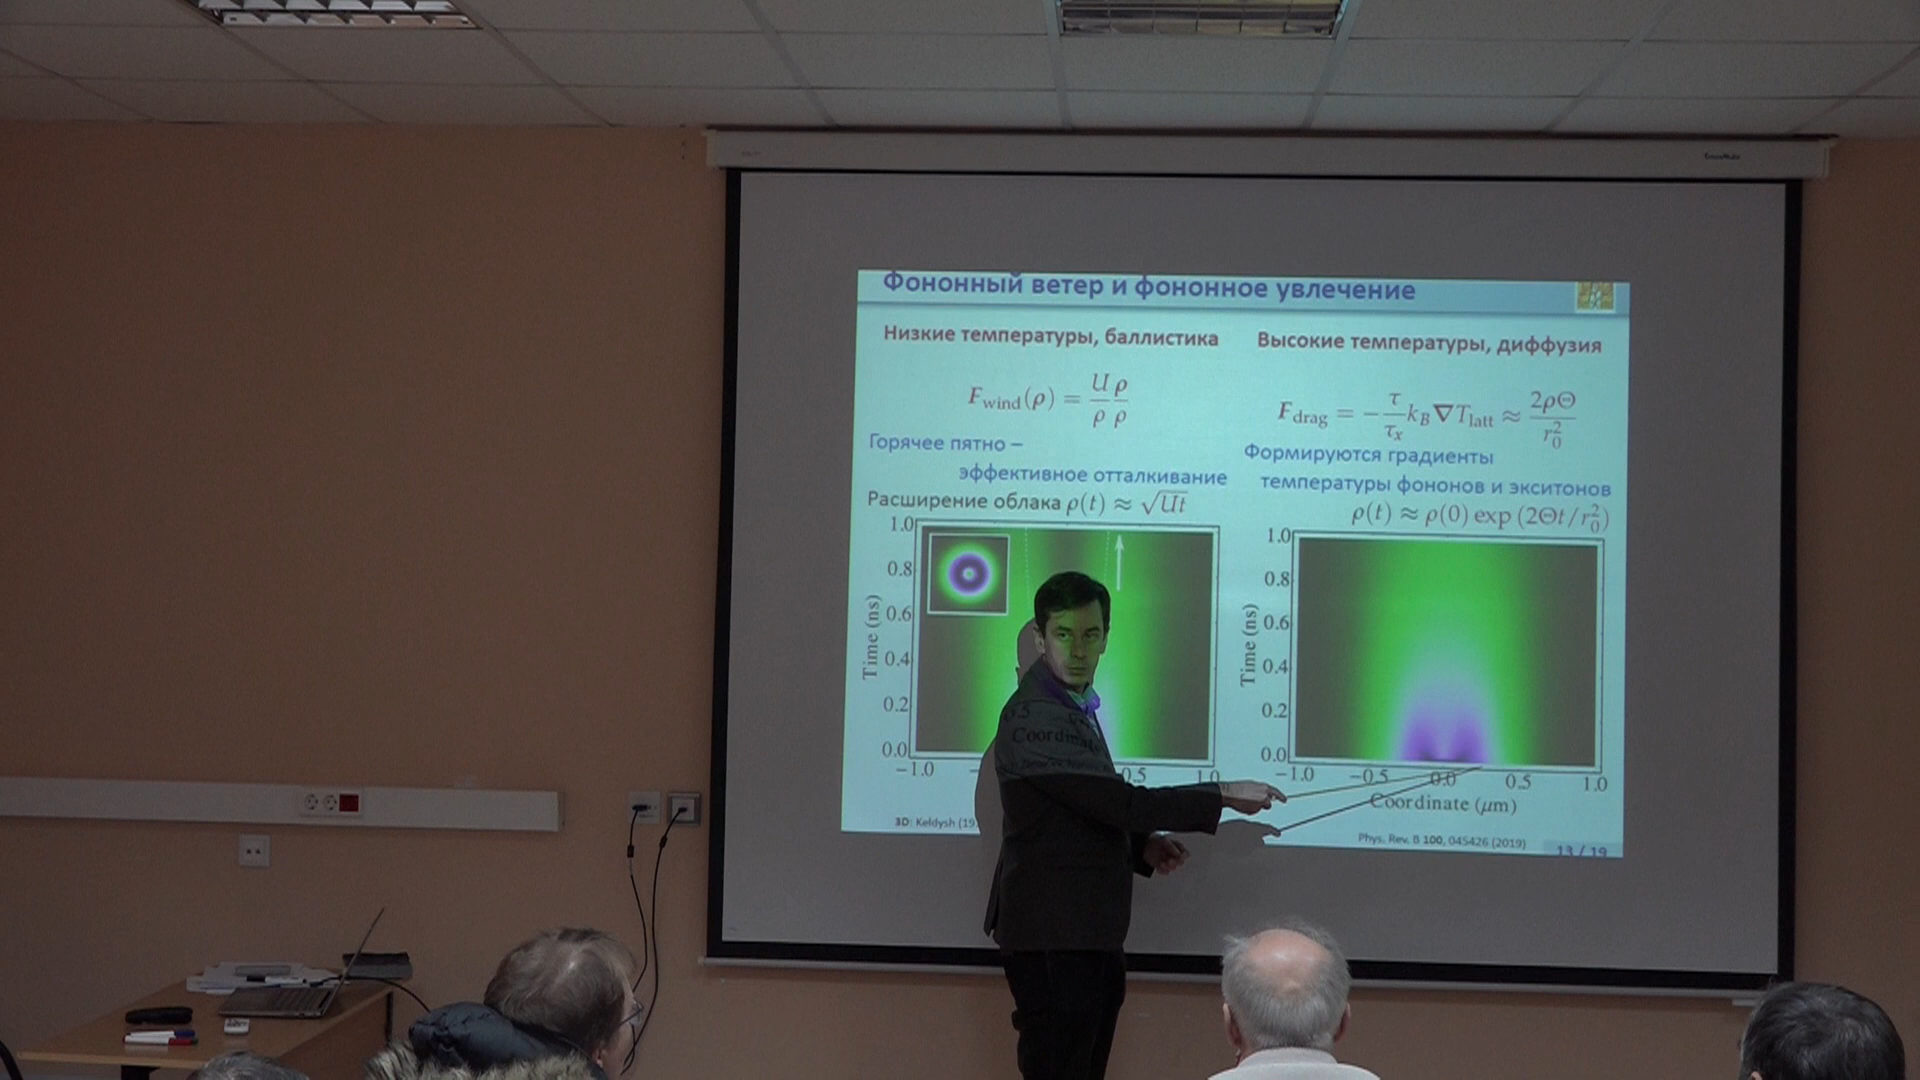 Фононный ветер и фононное увлечение
Низкие температуры, баллистика
F_wind(ρ) = U/ρ ρ/ρ
Горячее пятно –
эффективное отталкивание
Расширение облака ρ(t) ≈ √Ut
1.0
0.8
0.6
0.4
0.2
0.0
Time (ns)
−1.0
0.5
1.0
Coordinat
3D: Keldysh (19
Высокие температуры, диффузия
F_drag = −τ/τ_x k_B ∇T_latt ≈ 2ρΘ/r_0^2
Формируются градиенты
температуры фононов и экситонов
ρ(t) ≈ ρ(0) exp (2Θt/r_0^2)
1.0
0.8
0.6
0.4
0.2
0.0
Time (ns)
−1.0 −0.5 0.0 0.5 1.0
Coordinate (μm)
Phys. Rev. B 100, 045426 (2019)
13 / 19